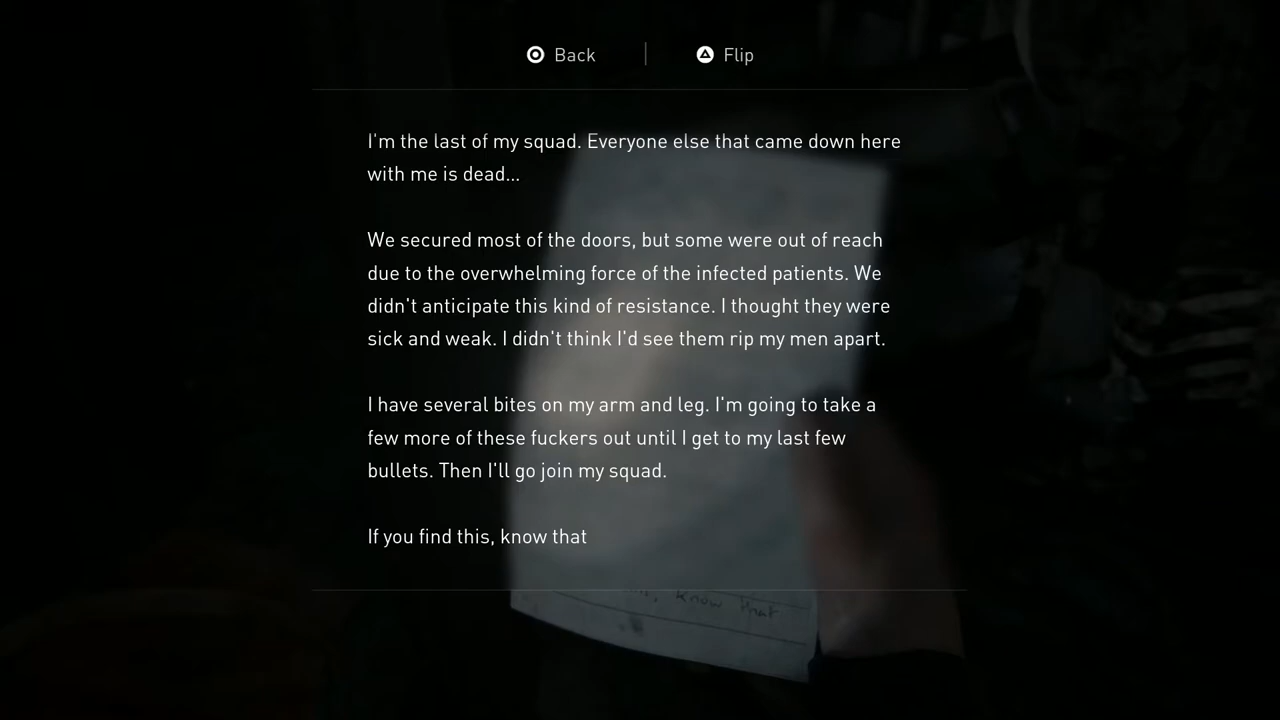 Back
Flip
I'm the last of my squad. Everyone else that came down here
with me is dead...
We secured most of the doors, but some were out of reach
due to the overwhelming force of the infected patients. We
didn't anticipate this kind of resistance. I thought they were
sick and weak. I didn't think I'd see them rip my men apart.
I have several bites on my arm and leg. I'm going to take a
few more of these fuckers out until I get to my last few
bullets. Then I'll go join my squad.
If you find this, know that
know that